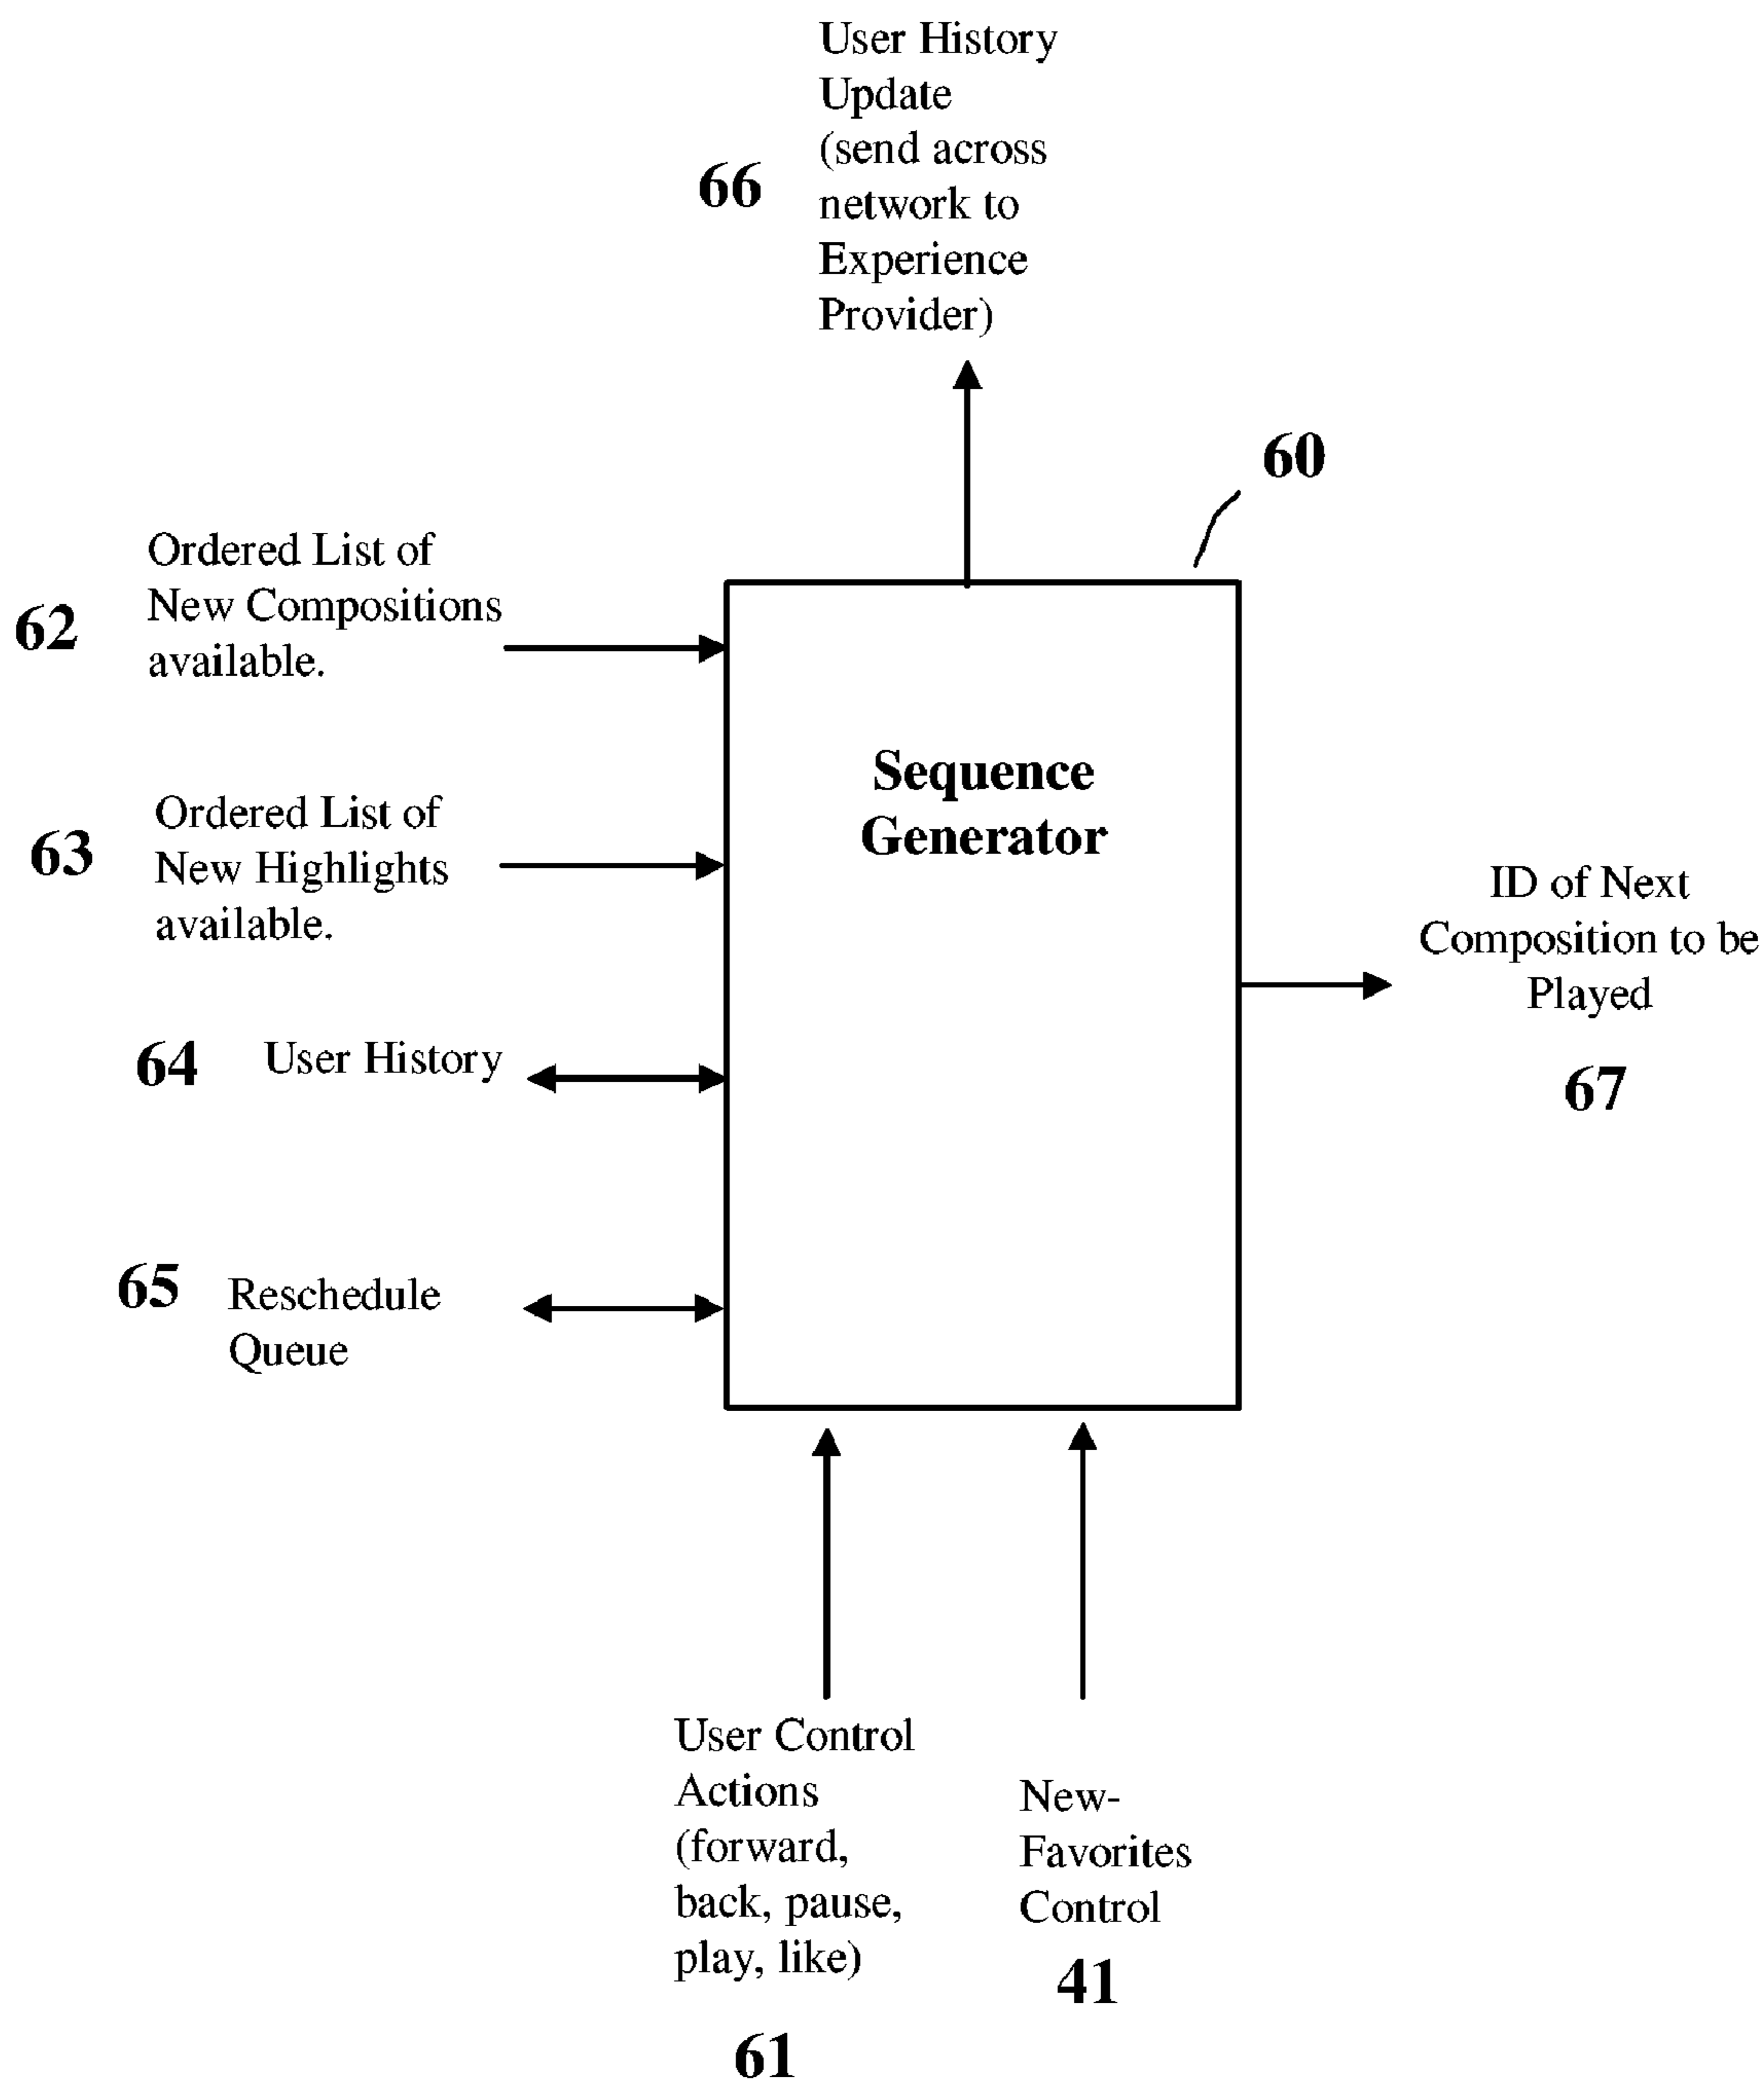 User History
Update
(send across
network to
Experience
Provider)
66
60
Ordered List of
New Compositions
available.
62
Sequence
Generator
Ordered List of
New Highlights
available.
63
ID of Next
Composition to be
Played
67
64
User History
65
Reschedule
Queue
User Control
Actions
(forward,
back, pause,
play, like)
61
New-
Favorites
Control
41